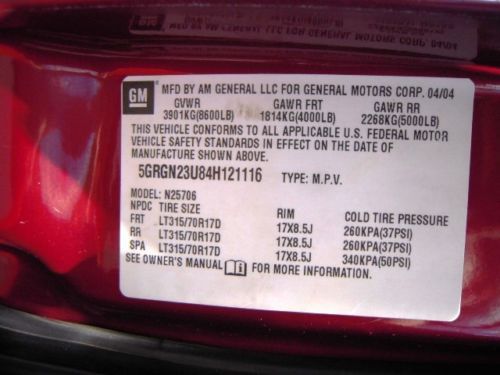 GM
MFD BY AM GENERAL LLC FOR GENERAL MOTORS CORP. 04/04
GVWR GAWR FRT GAWR RR
3901KG(8600LB) 1814KG(4000LB) 2268KG(5000LB)
THIS VEHICLE CONFORMS TO ALL APPLICABLE U.S. FEDERAL MOTOR
VEHICLE SAFETY STANDARDS IN EFFECT ON THE DATE OF
MANUFACTURE SHOWN ABOVE.
5GRGN23U84H121116 TYPE: M.P.V.
MODEL: N25706
NPDC TIRE SIZE RIM COLD TIRE PRESSURE
FRT LT315/70R17D 17X8.5J 260KPA(37PSI)
RR LT315/70R17D 17X8.5J 260KPA(37PSI)
SPA LT315/70R17D 17X8.5J 340KPA(50PSI)
SEE OWNER'S MANUAL FOR MORE INFORMATION.